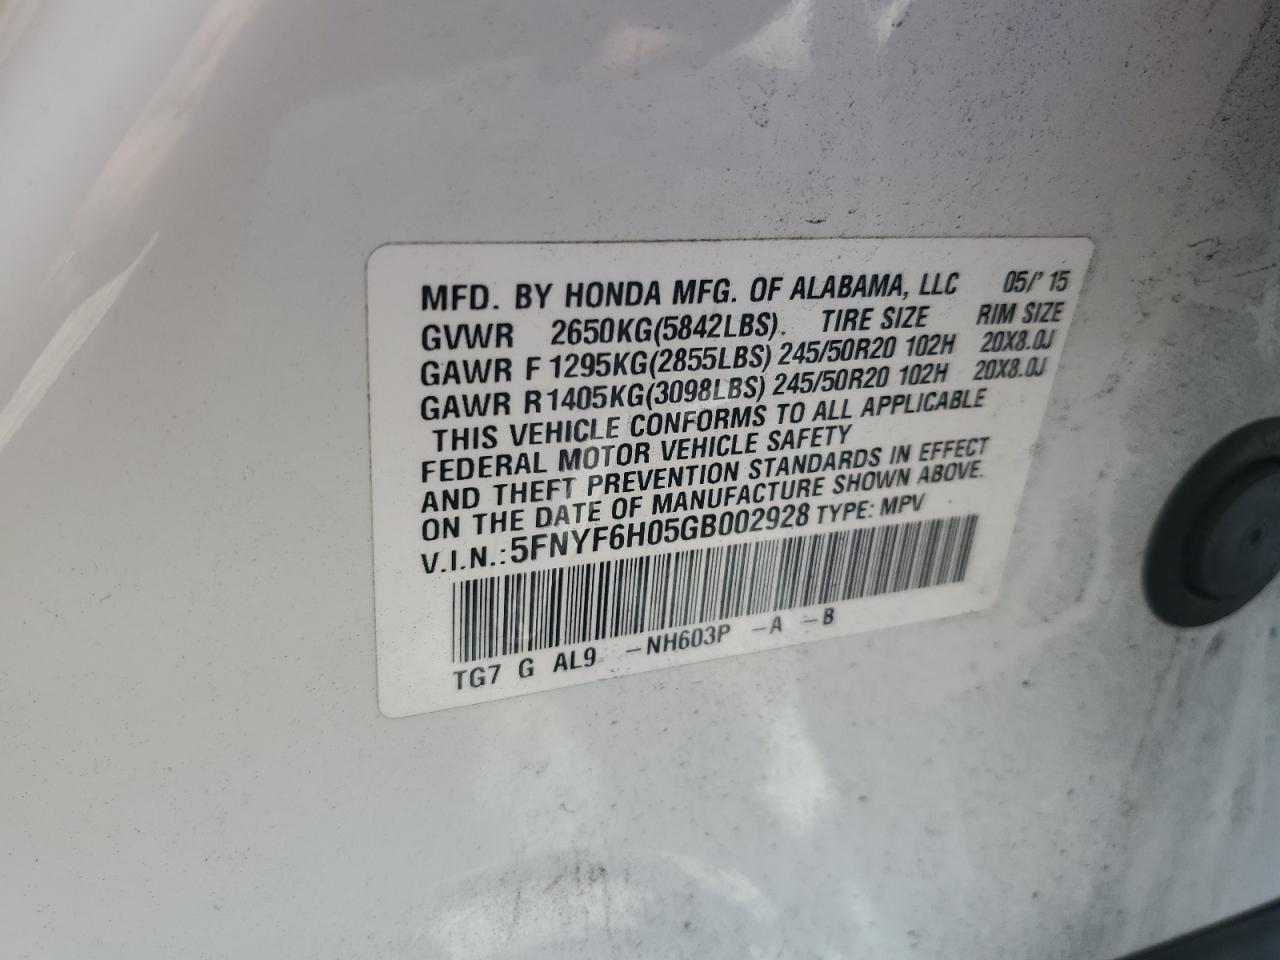 MFD. BY HONDA MFG. OF ALABAMA, LLC 05/' 15
GVWR 2650KG(5842LBS). TIRE SIZE RIM SIZE
GAWR F 1295KG(2855LBS) 245/50R20 102H 20X8.0J
GAWR R 1405KG(3098LBS) 245/50R20 102H 20X8.0J
THIS VEHICLE CONFORMS TO ALL APPLICABLE
FEDERAL MOTOR VEHICLE SAFETY
AND THEFT PREVENTION STANDARDS IN EFFECT
ON THE DATE OF MANUFACTURE SHOWN ABOVE.
V.I.N.: 5FNYF6H05GB002928 TYPE: MPV
TG7 G AL9 -NH603P -A -B